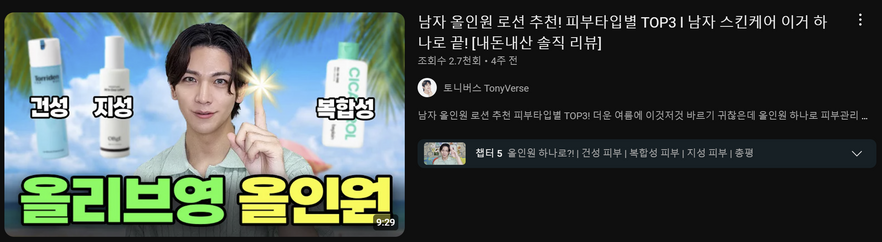 Torriden
건성
지성
CICA
복합성
올리브영 올인원
9:29
남자 올인원 로션 추천! 피부타입별 TOP3 l 남자 스킨케어 이거 하
나로 끝! [내돈내산 솔직 리뷰]
조회수 2.7천회 • 4주 전
토니버스 TonyVerse
남자 올인원 로션 추천 피부타입별 TOP3! 더운 여름에 이것저것 바르기 귀찮은데 올인원 하나로 피부관리 ...
챕터 5 올인원 하나로?! | 건성 피부 | 복합성 피부 | 지성 피부 | 총평